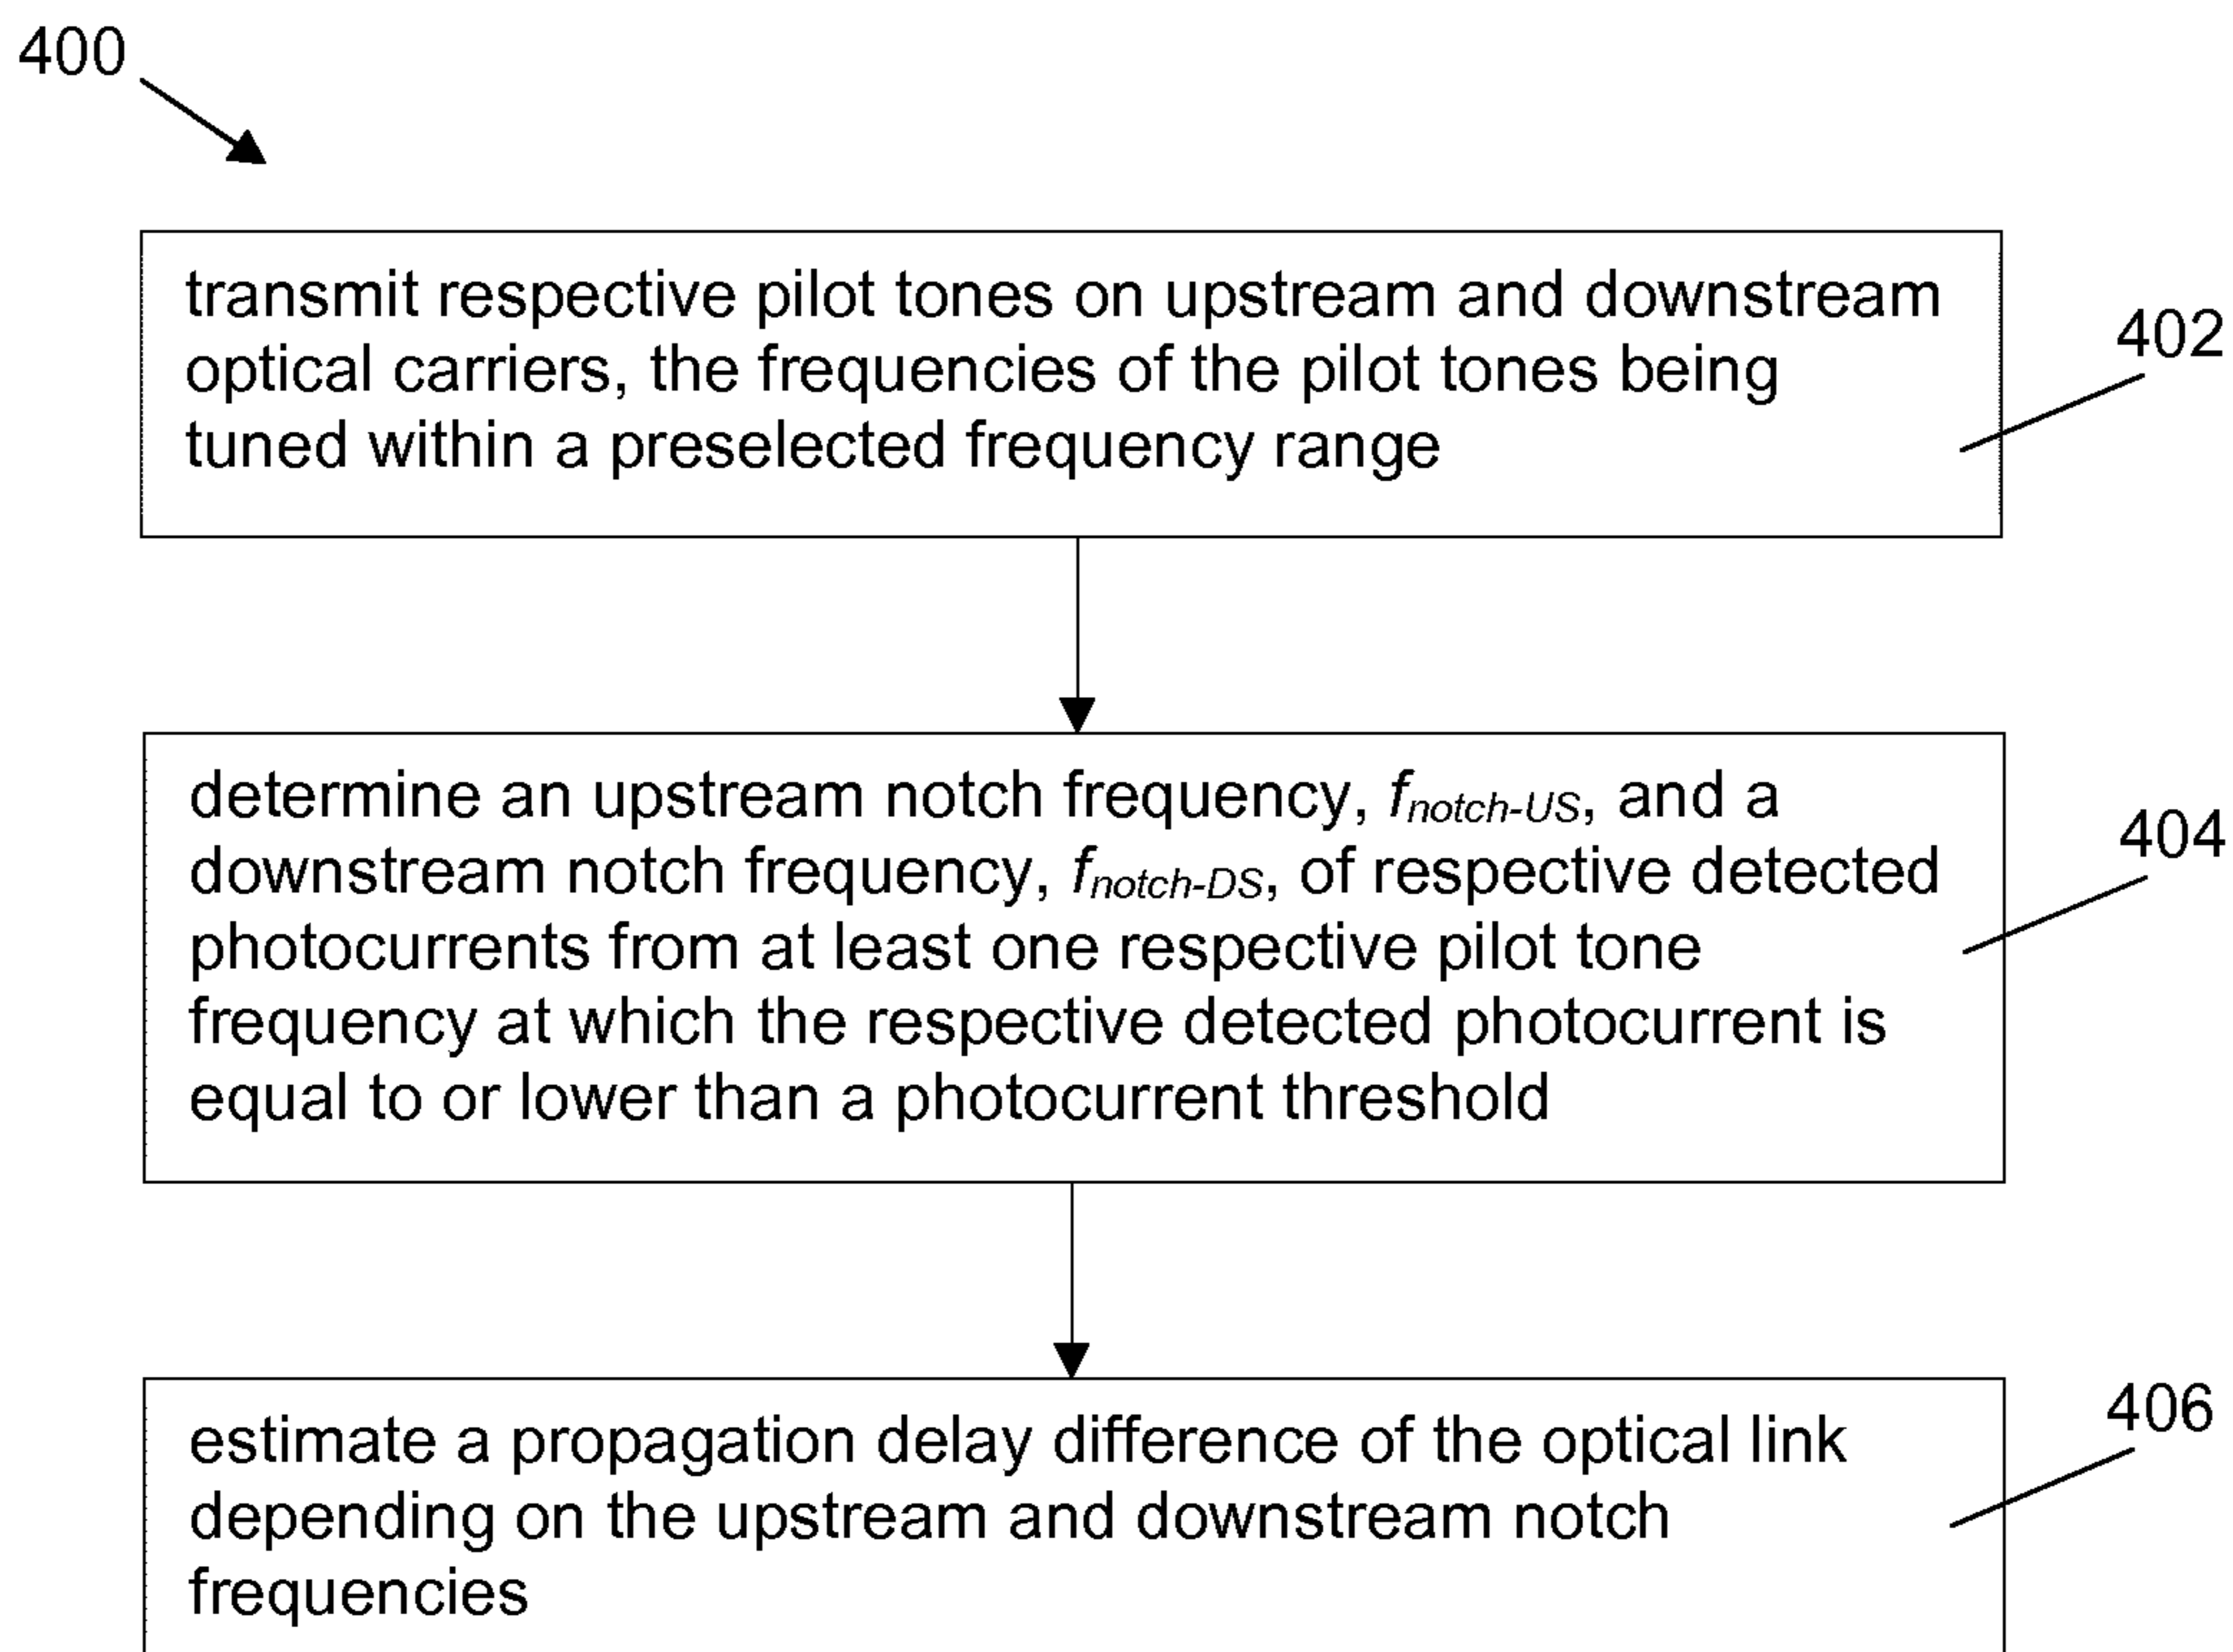 400
transmit respective pilot tones on upstream and downstream
optical carriers, the frequencies of the pilot tones being
tuned within a preselected frequency range
402
determine an upstream notch frequency, fnotch-US, and a
downstream notch frequency, fnotch-DS, of respective detected
photocurrents from at least one respective pilot tone
frequency at which the respective detected photocurrent is
equal to or lower than a photocurrent threshold
404
estimate a propagation delay difference of the optical link
depending on the upstream and downstream notch
frequencies
406